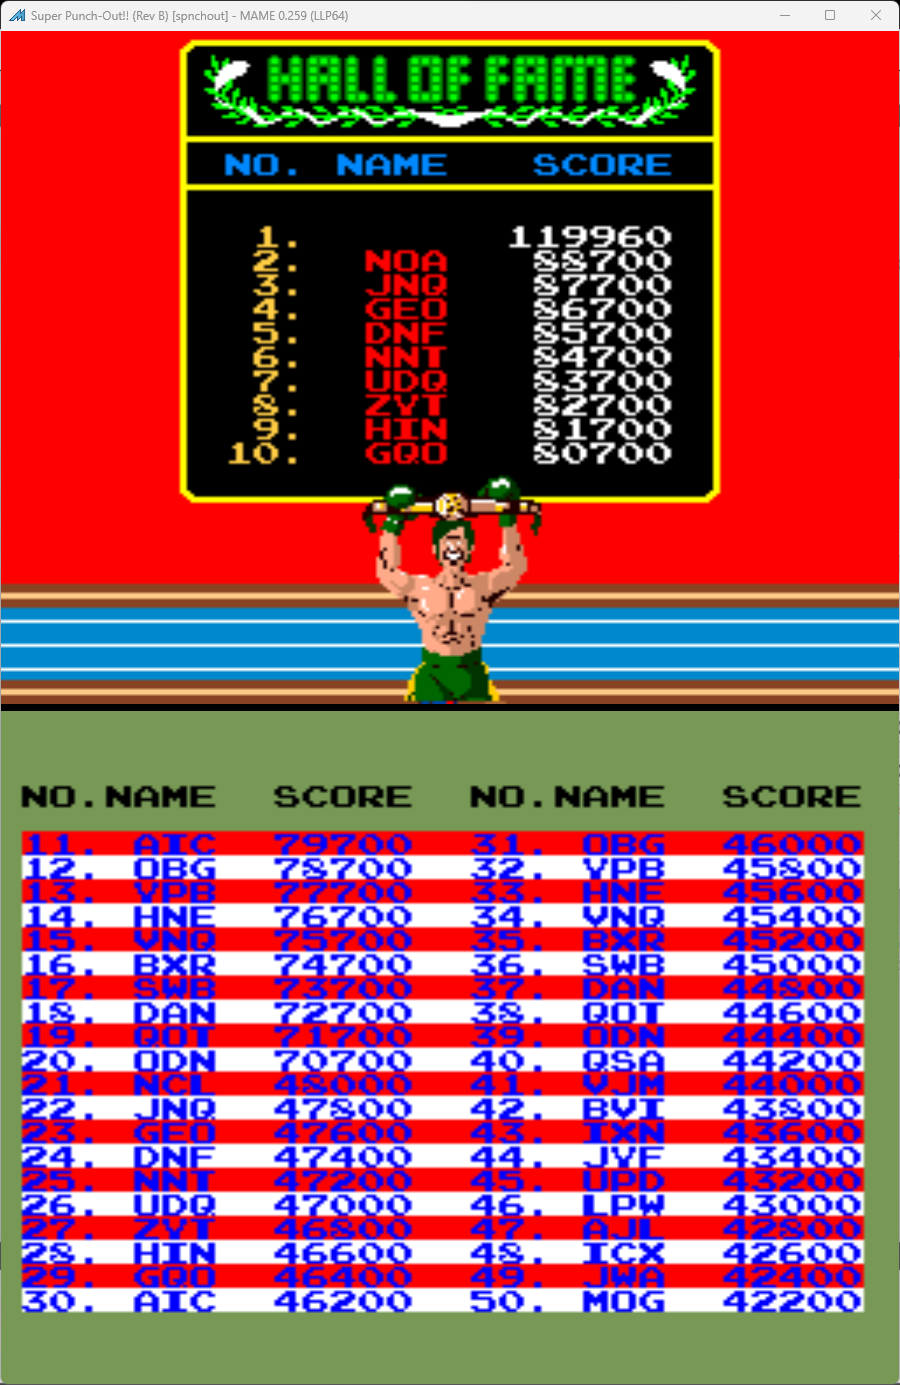 Super Punch-Out!! (Rev B) [spnchout] - MAME 0.259 (LLP64)
HALL OF FAME
NO. NAME SCORE
1. 119960
2. NOA 88700
3. JNQ 87700
4. GEO 86700
5. DNF 85700
6. NNT 84700
7. UDQ 83700
8. ZVT 82700
9. HIN 81700
10. GQO 80700
NO. NAME SCORE NO. NAME SCORE
11. AIC 79700 31. OBG 46000
12. OBG 78700 32. VPB 45800
13. VPB 77700 33. HNE 45600
14. HNE 76700 34. VNQ 45400
15. VNQ 75700 35. BXR 45200
16. BXR 74700 36. SWB 45000
17. SWB 73700 37. DAN 44800
18. DAN 72700 38. QOT 44600
19. QOT 71700 39. ODN 44400
20. ODN 70700 40. QSA 44200
21. NCL 48000 41. VJM 44000
22. JNQ 47800 42. BVI 43800
23. GEO 47600 43. IXN 43600
24. DNF 47400 44. JVF 43400
25. NNT 47200 45. UPD 43200
26. UDQ 47000 46. LPW 43000
27. ZVT 46800 47. AJL 42800
28. HIN 46600 48. ICX 42600
29. GQO 46400 49. JWA 42400
30. AIC 46200 50. MOG 42200